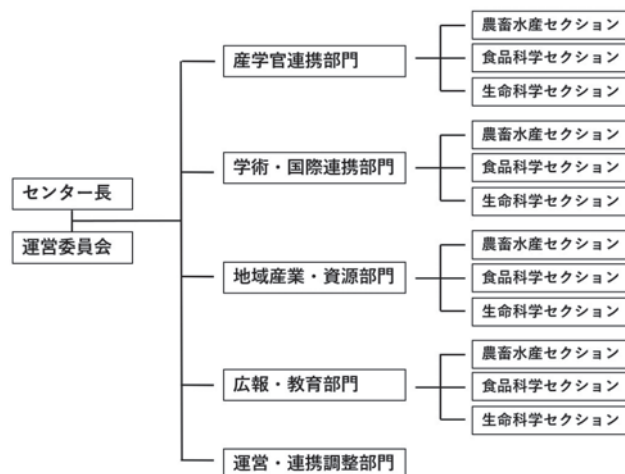 センター長
運営委員会
産学官連携部門
農畜水産セクション
食品科学セクション
生命科学セクション
学術・国際連携部門
農畜水産セクション
食品科学セクション
生命科学セクション
地域産業・資源部門
農畜水産セクション
食品科学セクション
生命科学セクション
広報・教育部門
農畜水産セクション
食品科学セクション
生命科学セクション
運営・連携調整部門